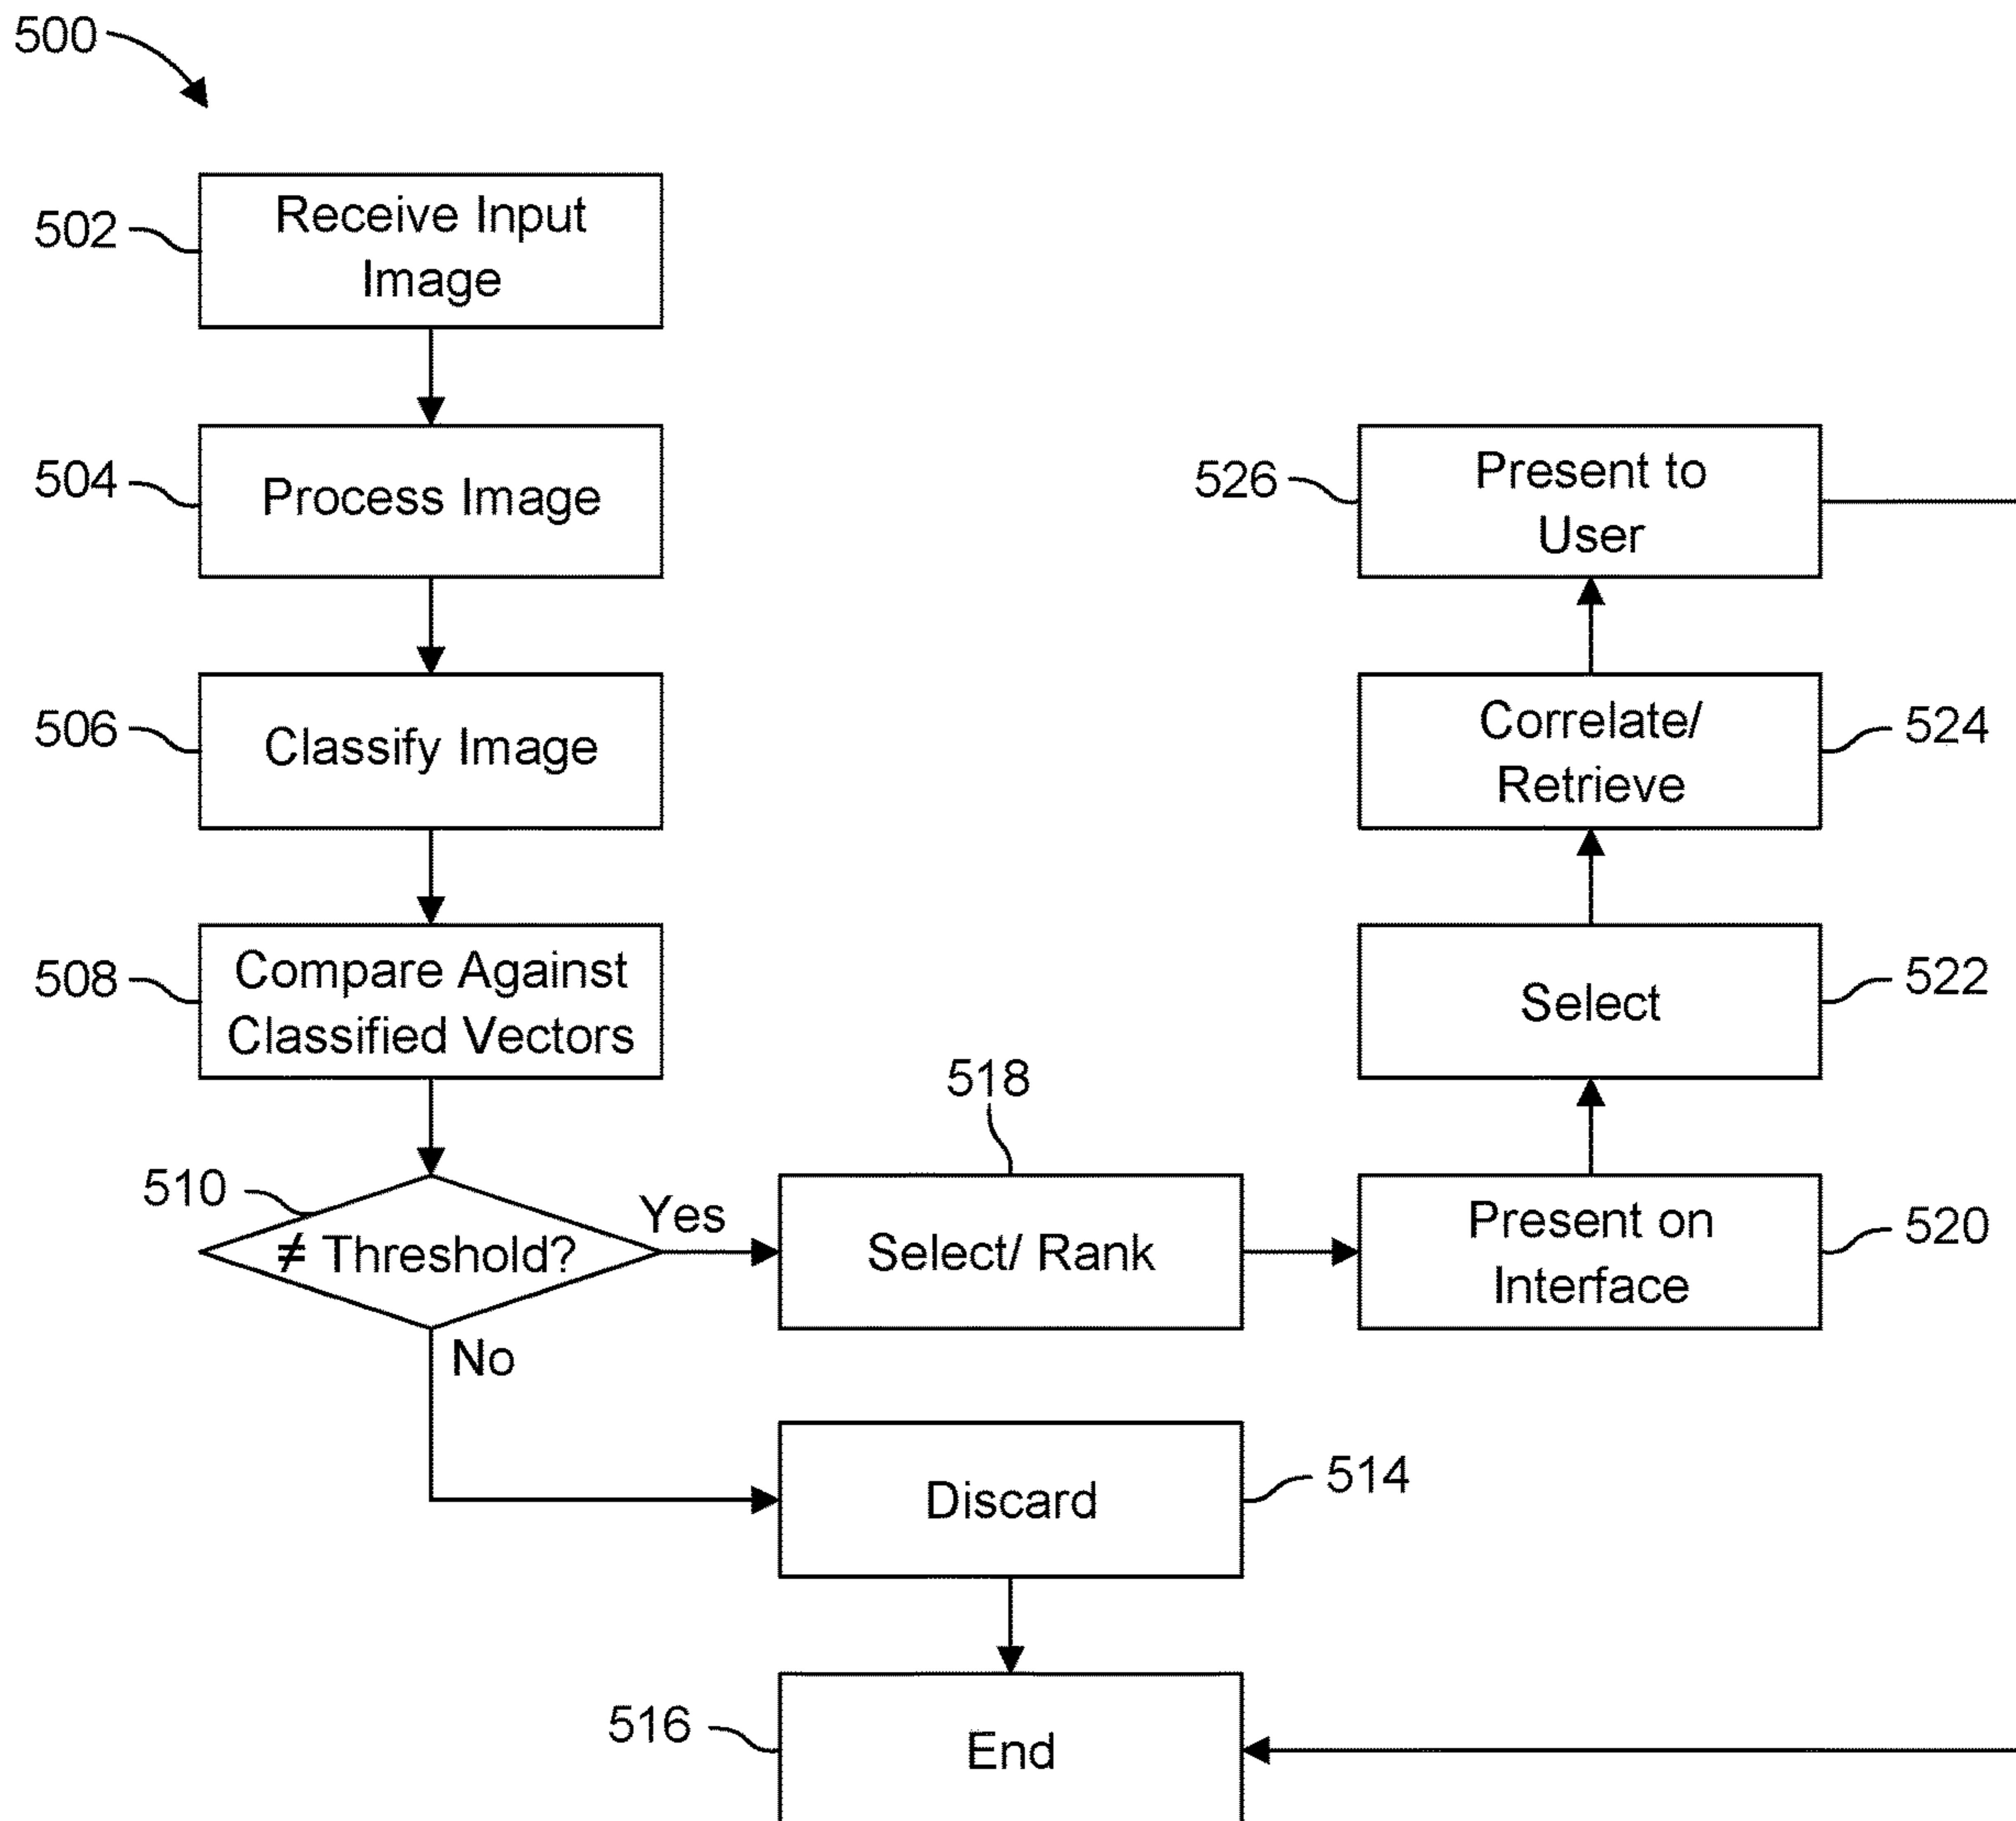 500
502
Receive Input
Image
504
Process Image
506
Classify Image
508
Compare Against
Classified Vectors
510
≠ Threshold?
Yes
No
518
Select/ Rank
520
Present on
Interface
522
Select
524
Correlate/
Retrieve
526
Present to
User
514
Discard
516
End